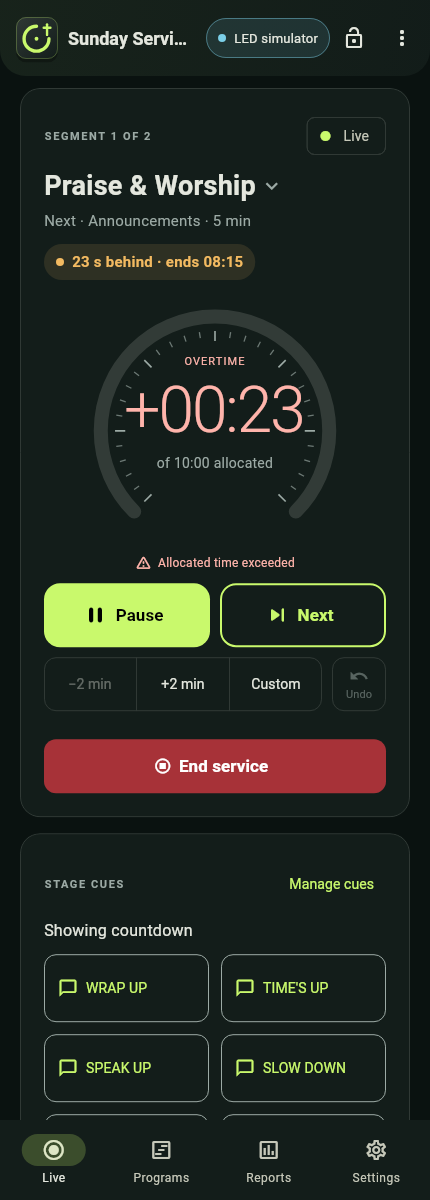 Sunday Servi...
LED simulator
SEGMENT 1 OF 2
Live
Praise & Worship
Next · Announcements · 5 min
23 s behind · ends 08:15
OVERTIME
+00:23
of 10:00 allocated
Allocated time exceeded
Pause
Next
−2 min
+2 min
Custom
Undo
End service
STAGE CUES
Manage cues
Showing countdown
WRAP UP
TIME'S UP
SPEAK UP
SLOW DOWN
Live
Programs
Reports
Settings